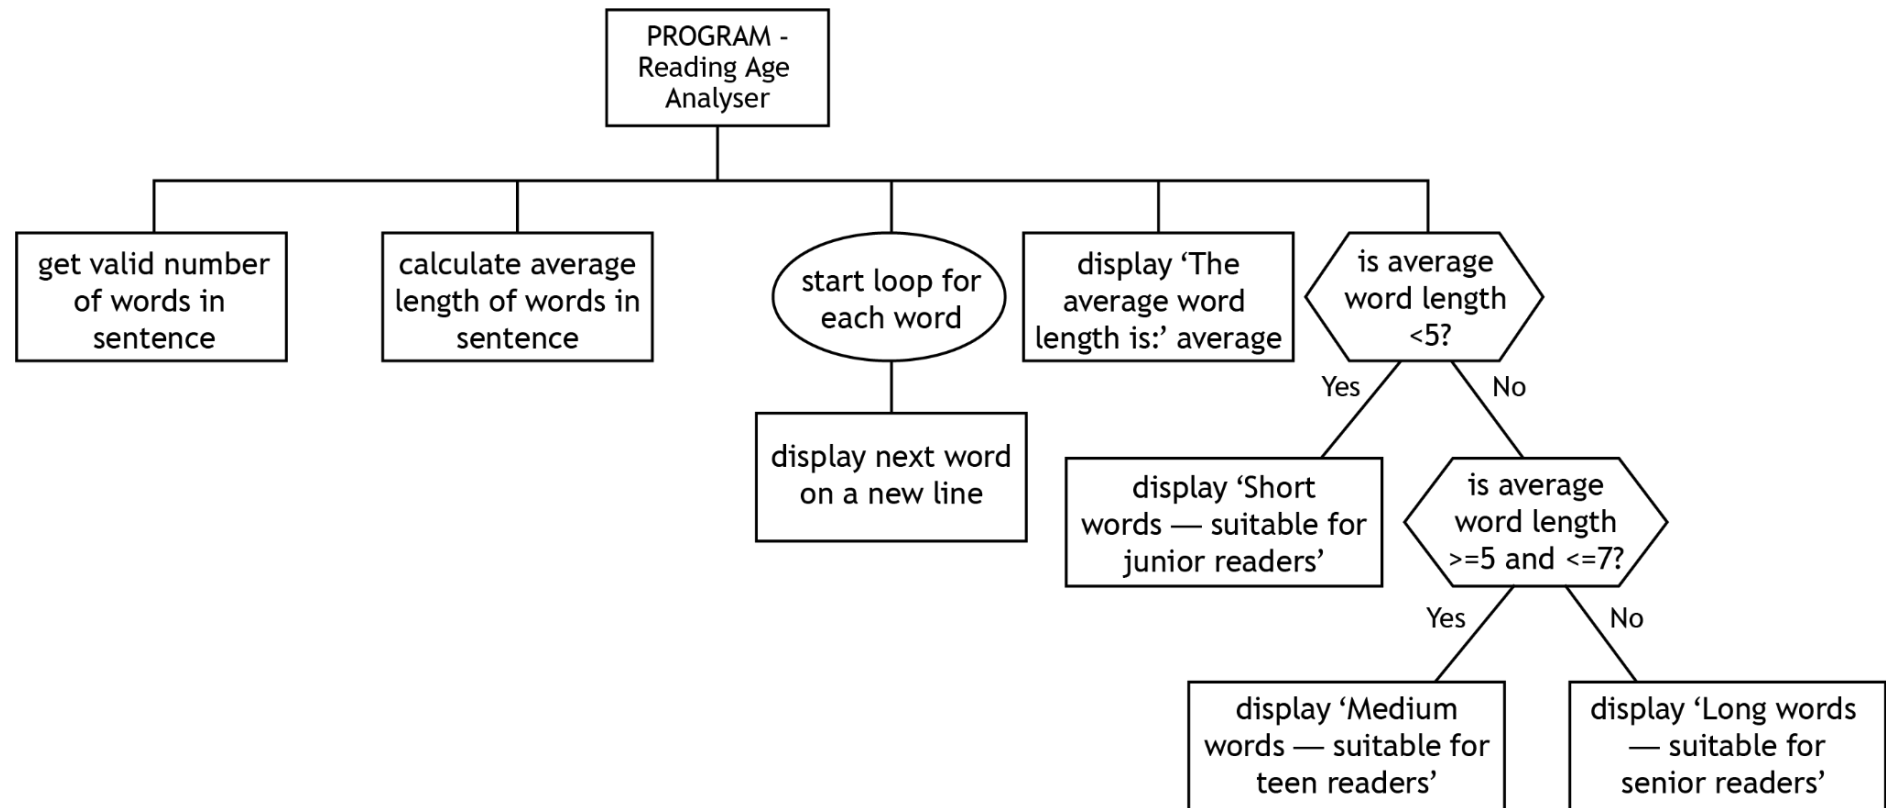 PROGRAM -
Reading Age
Analyser
get valid number
of words in
sentence
calculate average
length of words in
sentence
start loop for
each word
display next word
on a new line
display ‘The
average word
length is:’ average
is average
word length
<5?
Yes
No
display ‘Short
words — suitable for
junior readers’
is average
word length
>=5 and <=7?
Yes
No
display ‘Medium
words — suitable for
teen readers’
display ‘Long words
— suitable for
senior readers’